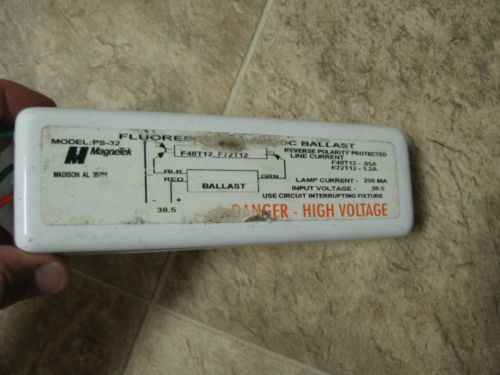 FLUORES DC BALLAST
MODEL:PS-32
MagneTek
MADISON AL
F48T12, F72T12
REVERSE POLARITY PROTECTED
LINE CURRENT
F48T12 - .85A
F72T12 - 1.2A
BLK
RED
GRN
BALLAST
LAMP CURRENT - 250 MA
INPUT VOLTAGE - 38.5
USE CIRCUIT INTERRUPTING FIXTURE
- +
38.5
DANGER - HIGH VOLTAGE